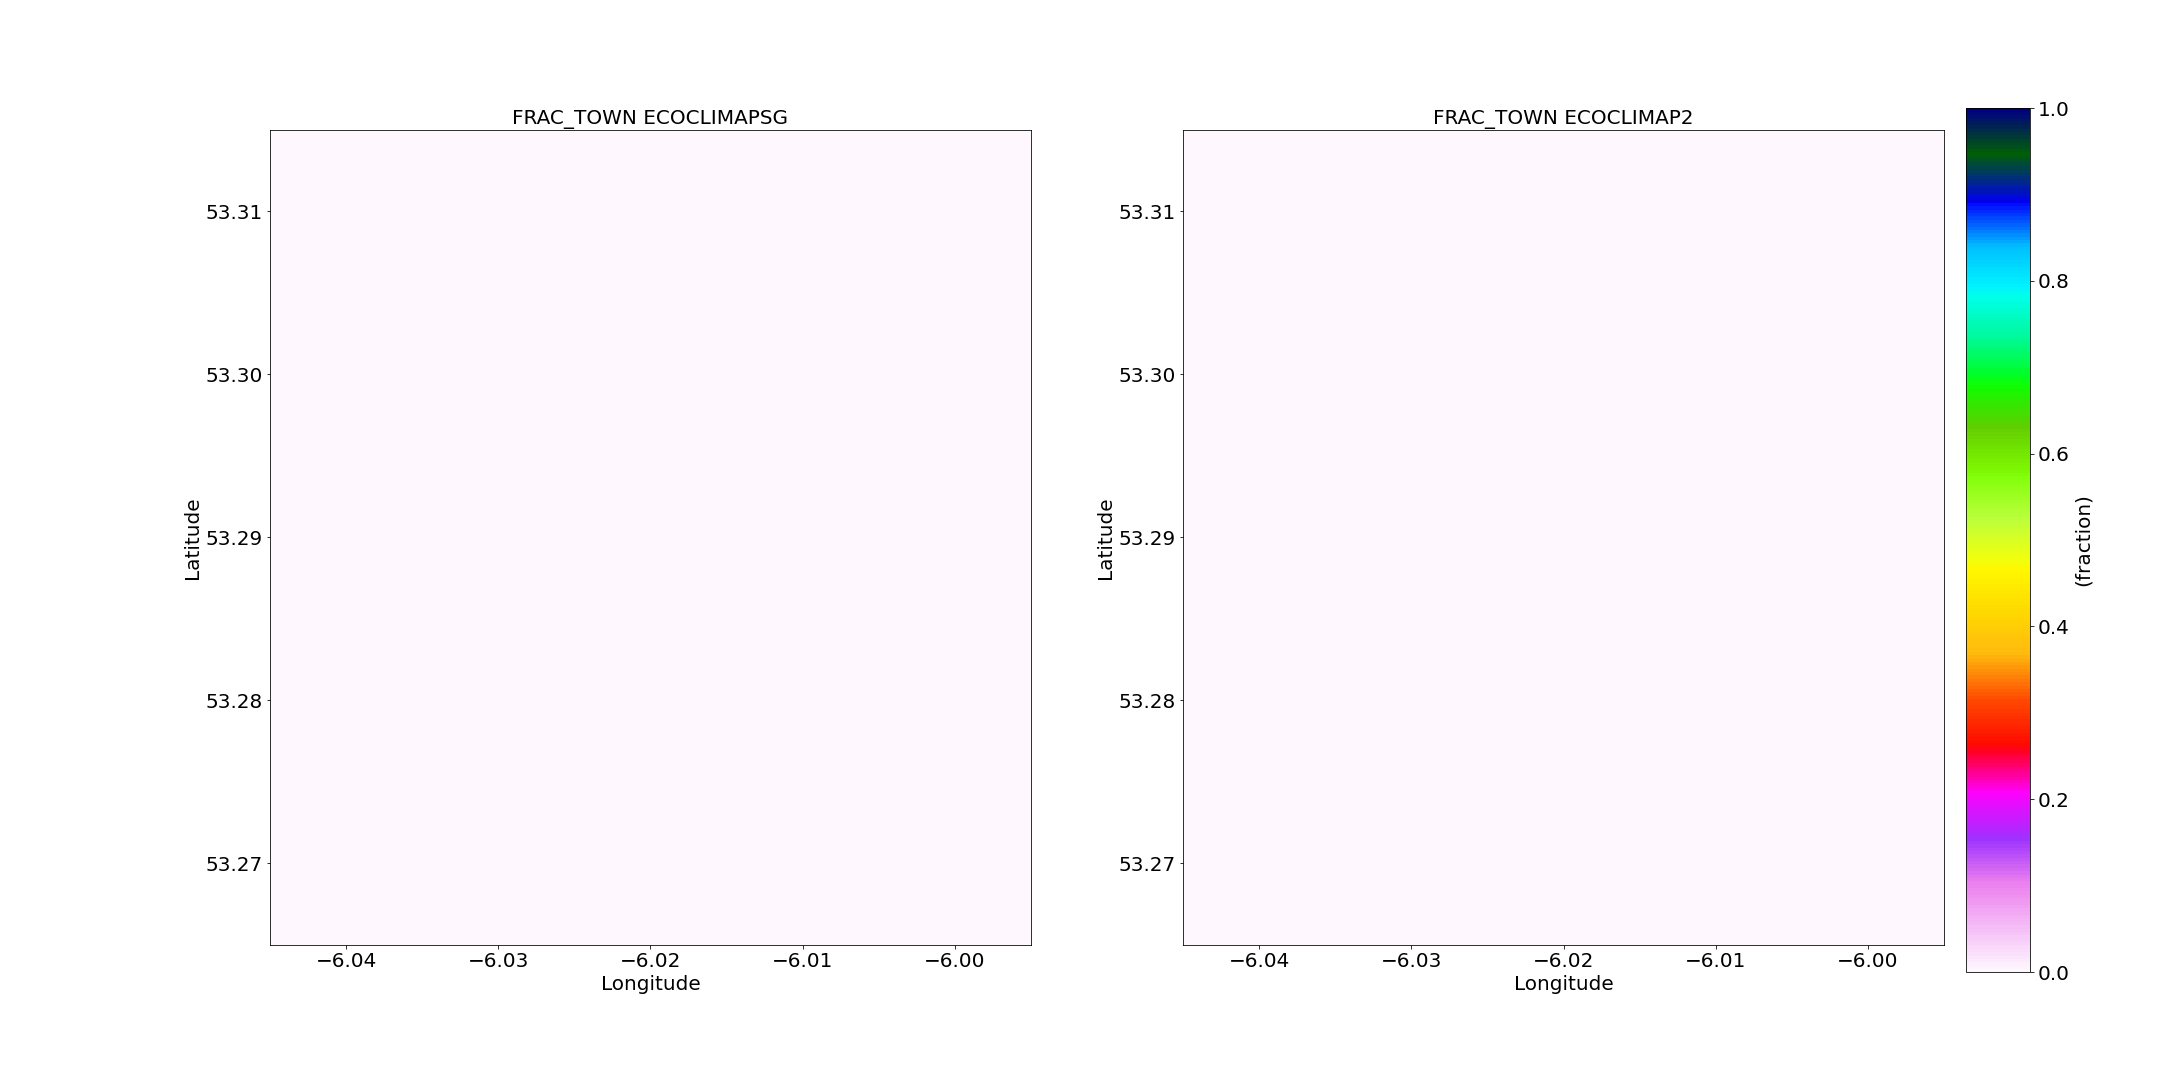 FRAC_TOWN ECOCLIMAPSG
53.31
53.30
53.29
53.28
53.27
Latitude
−6.04 −6.03 −6.02 −6.01 −6.00
Longitude
FRAC_TOWN ECOCLIMAP2
53.31
53.30
53.29
53.28
53.27
Latitude
−6.04 −6.03 −6.02 −6.01 −6.00
Longitude
1.0
0.8
0.6
0.4
0.2
0.0
(fraction)